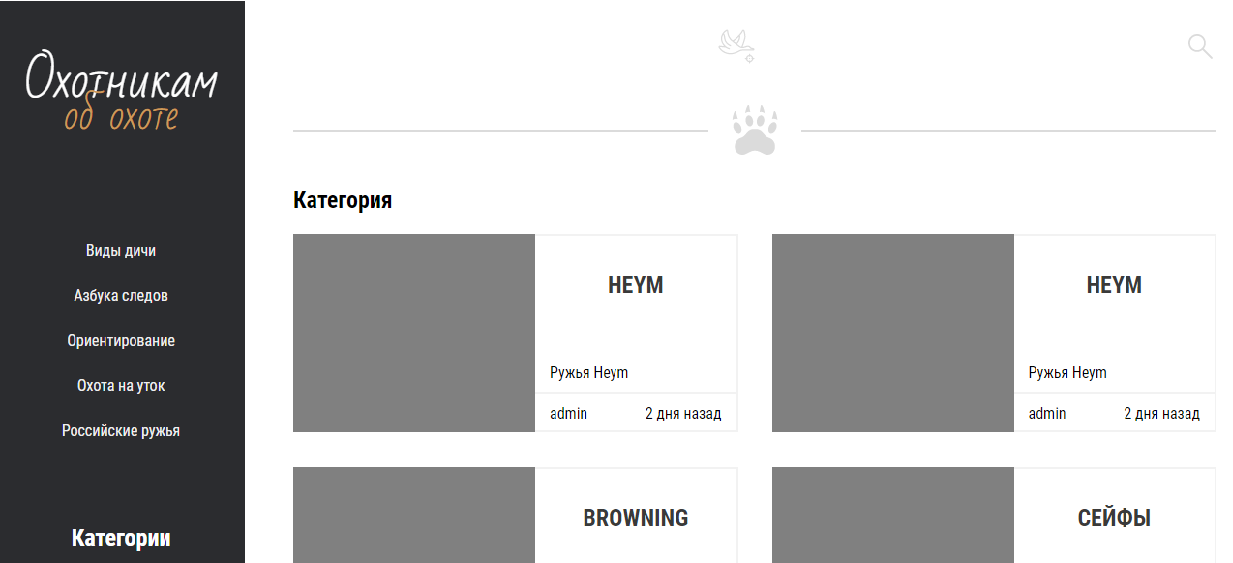 Охотникам
об охоте
Виды дичи
Азбука следов
Ориентирование
Охота на уток
Российские ружья
Категории
Категория
HEYM
Ружья Heym
admin 2 дня назад
HEYM
Ружья Heym
admin 2 дня назад
BROWNING
СЕЙФЫ